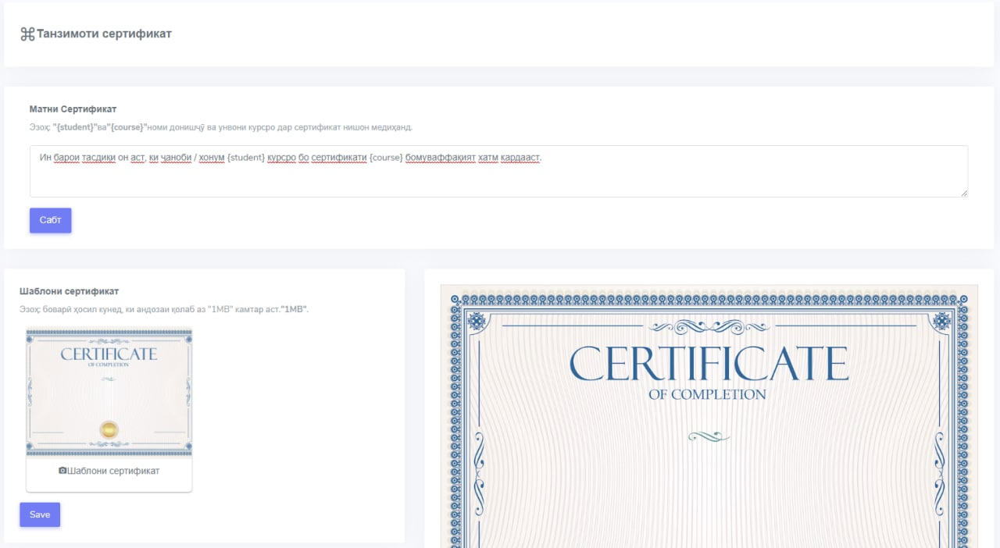 Танзимоти сертификат
Матни Сертификат
Эзоҳ: "{student}"ва"{course}"номи донишҷӯ ва унвони курсро дар сертификат нишон медиҳанд.
Ин барои тасдиқи он аст, ки ҷаноби / хонум {student} курсро бо сертификати {course} бомуваффақият хатм кардааст.
Сабт
Шаблони сертификат
Эзоҳ: боварӣ ҳосил кунед, ки андозаи қолаб аз "1MB" камтар аст."1MB".
CERTIFICATE
OF COMPLETION
Шаблони сертификат
Save
CERTIFICATE
OF COMPLETION